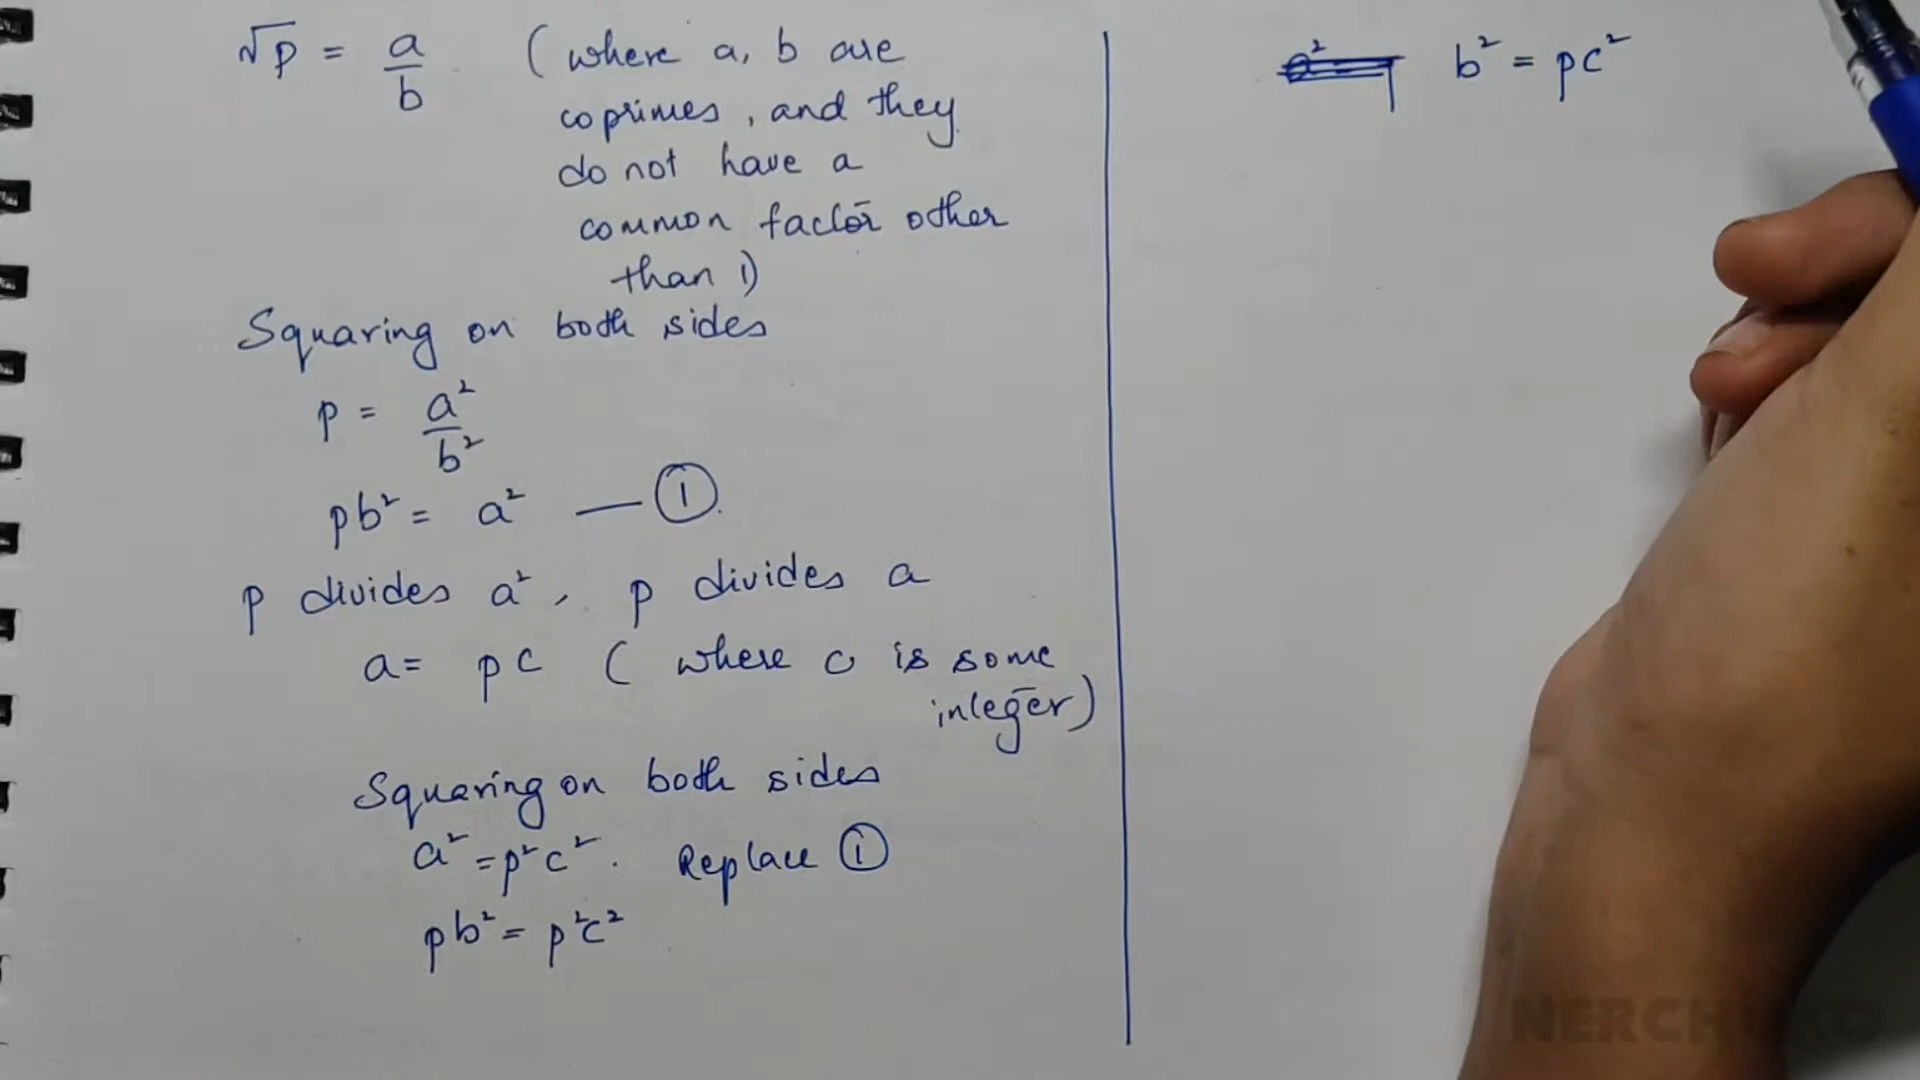 √p = a/b (where a, b are
coprimes, and they
do not have a
common factor other
than 1)
Squaring on both sides
p = a²/b²
pb² = a² — ①
p divides a², p divides a
a = pc (where c is some
integer)
Squaring on both sides
a² = p²c². Replace ①
pb² = p²c²
b² = pc²